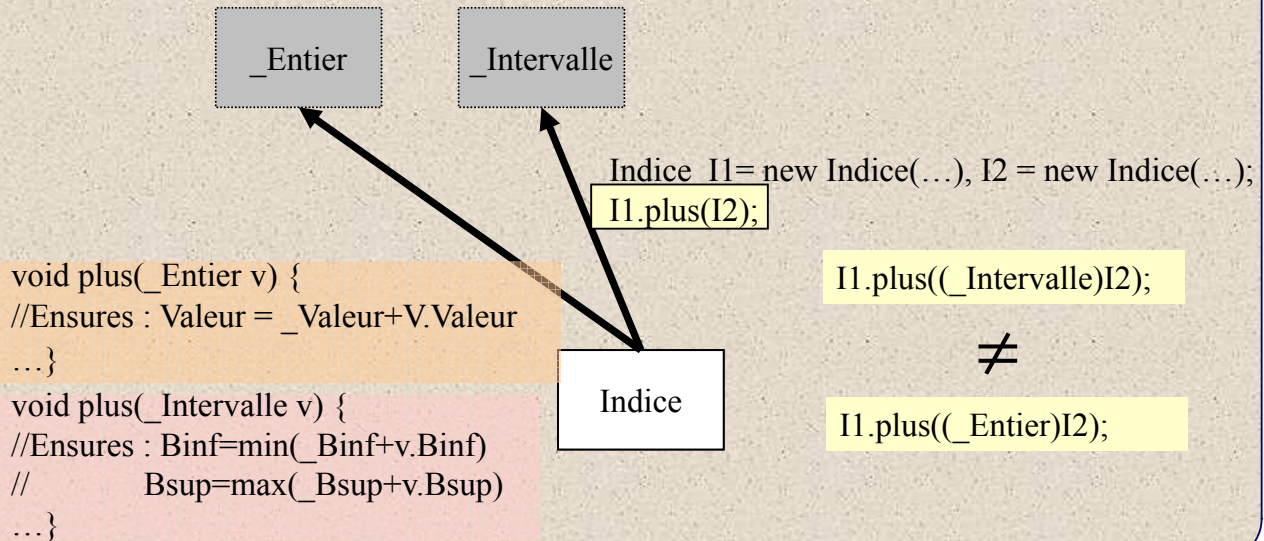 _Entier
_Intervalle
Indice I1= new Indice(…), I2 = new Indice(…);
I1.plus(I2);
void plus(_Entier v) {
//Ensures : Valeur = _Valeur+V.Valeur
…}
void plus(_Intervalle v) {
//Ensures : Binf=min(_Binf+v.Binf)
// Bsup=max(_Bsup+v.Bsup)
…}
Indice
I1.plus((_Intervalle)I2);
≠
I1.plus((_Entier)I2);